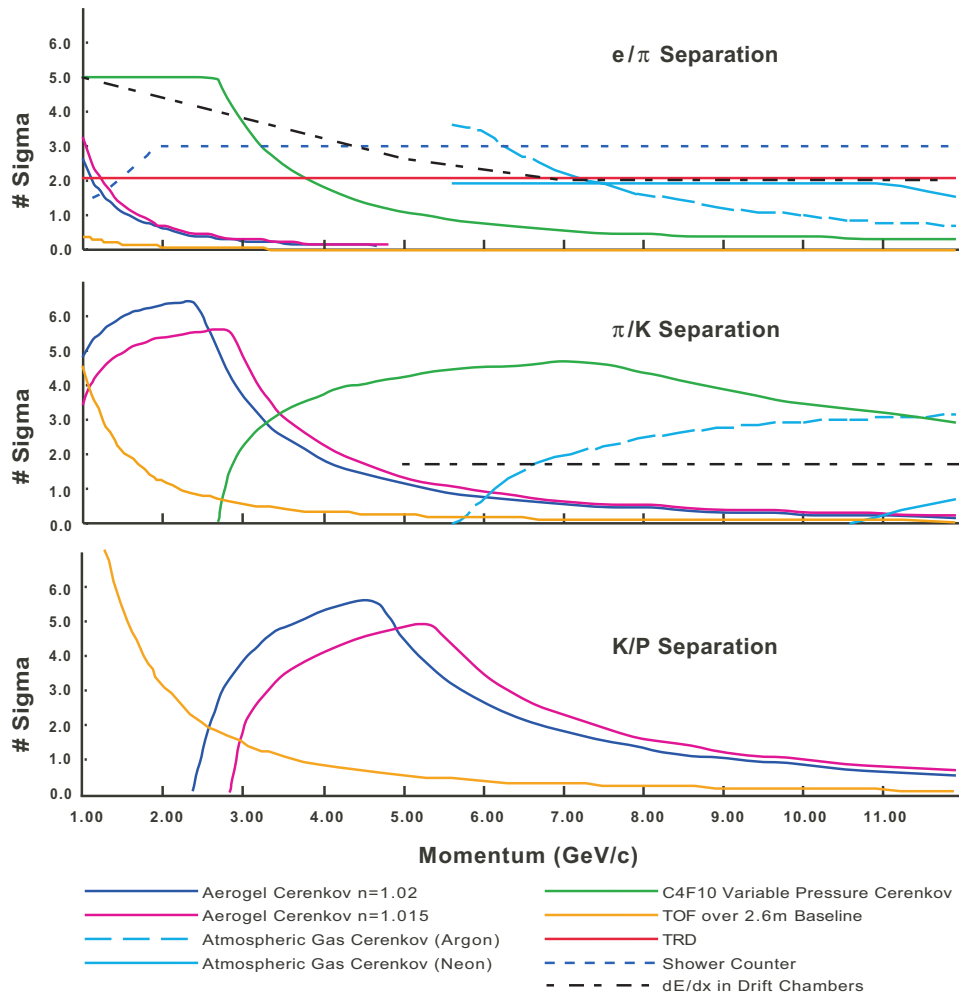 6.0
e/π Separation
5.0
4.0
3.0
2.0
1.0
0.0
# Sigma
6.0
π/K Separation
5.0
4.0
3.0
2.0
1.0
0.0
# Sigma
6.0
5.0
K/P Separation
4.0
3.0
2.0
1.0
0.0
# Sigma
1.00 2.00 3.00 4.00 5.00 6.00 7.00 8.00 9.00 10.00 11.00
Momentum (GeV/c)
Aerogel Cerenkov n=1.02
Aerogel Cerenkov n=1.015
Atmospheric Gas Cerenkov (Argon)
Atmospheric Gas Cerenkov (Neon)
C4F10 Variable Pressure Cerenkov
TOF over 2.6m Baseline
TRD
Shower Counter
dE/dx in Drift Chambers